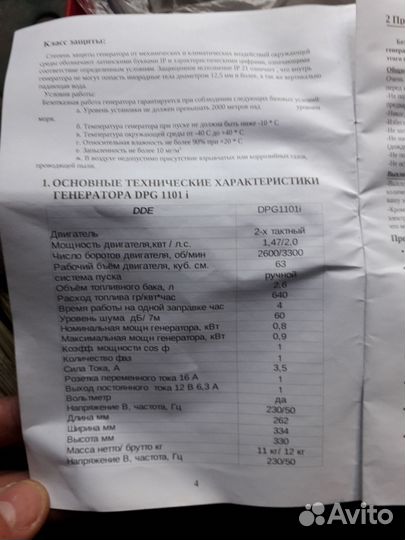 Класс защиты:
Степень защиты генератора от механических и климатических воздействий окружающей
среды обозначают латинскими буквами IP и характеристическими цифрами, означающими
соответствие определенным условиям. Защищенное исполнение IP 21 означает, что внутрь
генератора не могут попасть инородные тела диаметром 12,5 мм и более, а так же вертикально
падающая вода.
Условия работы:
Безотказная работа генератора гарантируется при соблюдении следующих базовых условий:
а. Уровень установки не должен превышать 2000 метров над уровнем
моря.
б. Температура генератора при пуске не должна быть ниже -10 * С
в. Температура окружающей среды от -40 С до +40 * С
г. Относительная влажность не более 90% при +20 * С
е. Запыленность не более 10 мг/м³
ж. В воздухе недопустимо присутствие взрывчатых или коррозийных газов,
проводящей пыли.
1. ОСНОВНЫЕ ТЕХНИЧЕСКИЕ ХАРАКТЕРИСТИКИ
ГЕНЕРАТОРА DPG 1101 i
DDE DPG1101i
Двигатель 2-х тактный
Мощность двигателя,квт / л.с. 1,47/2,0
Число боротов двигателя, об/мин 2600/3300
Рабочий бъём двигателя, куб. см. 63
система пуска ручной
Объём топливного бака, л 2,6
Расход топлива гр/квт*час 640
Время работы на одной заправке час 4
Уровень шума дБ/ 7м 60
Номинальная мощн генератора, кВт 0,8
Максимальная мощн генератора, кВт 0,9
Коэфф мощности cos ф 1
Количество фаз 1
Сила Тока, А 3,5
Розетка переменного тока 16 А 1
Выход постоянного тока 12 В 6,3 А 1
Вольтметр да
Напряжение В, частота, Гц 230/50
Длина мм 262
Ширина мм 334
Высота мм 330
Масса нетто/ брутто кг 11 кг/ 12 кг
Напряжение В, частота, Гц 230/50
4
Avito